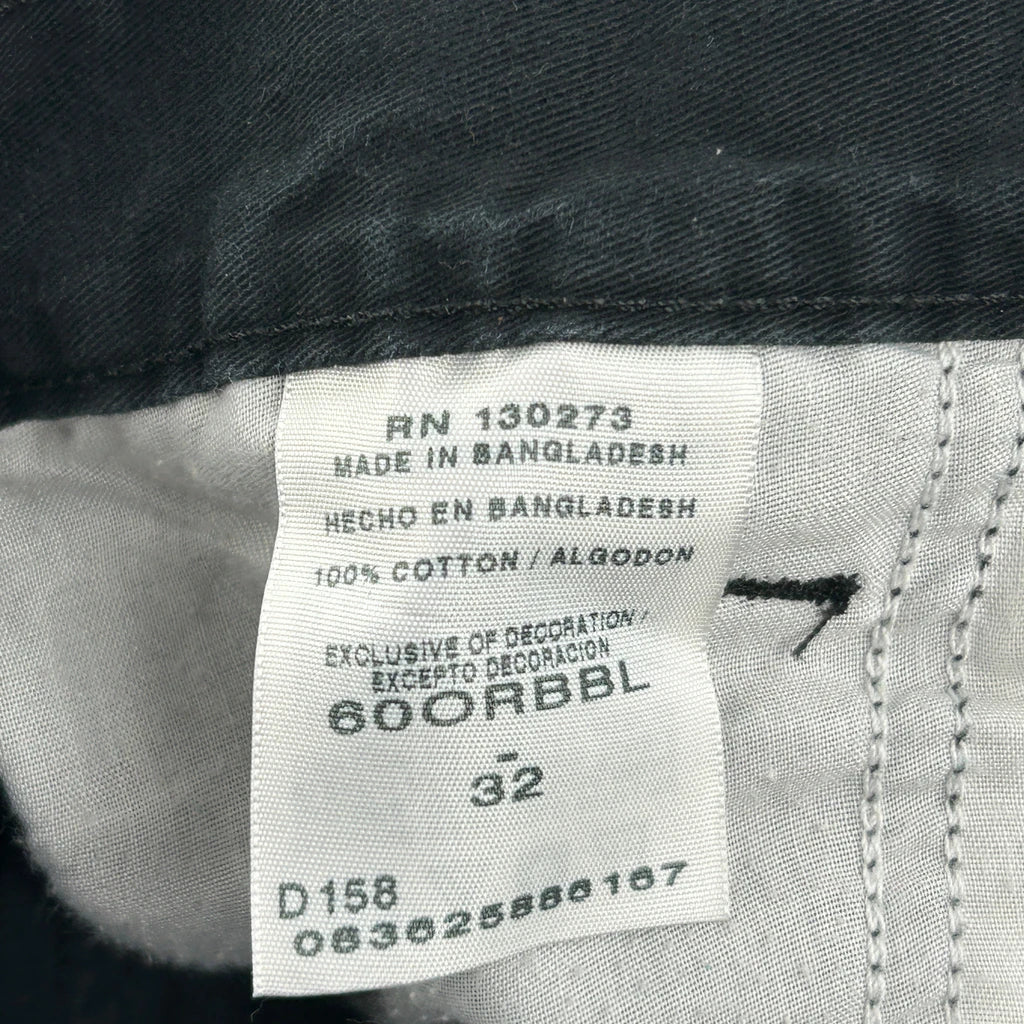 RN 130273
MADE IN BANGLADESH
HECHO EN BANGLADESH
100% COTTON / ALGODON
EXCLUSIVE OF DECORATION/
EXCEPTO DECORACION
60ORBBL
-
32
D158